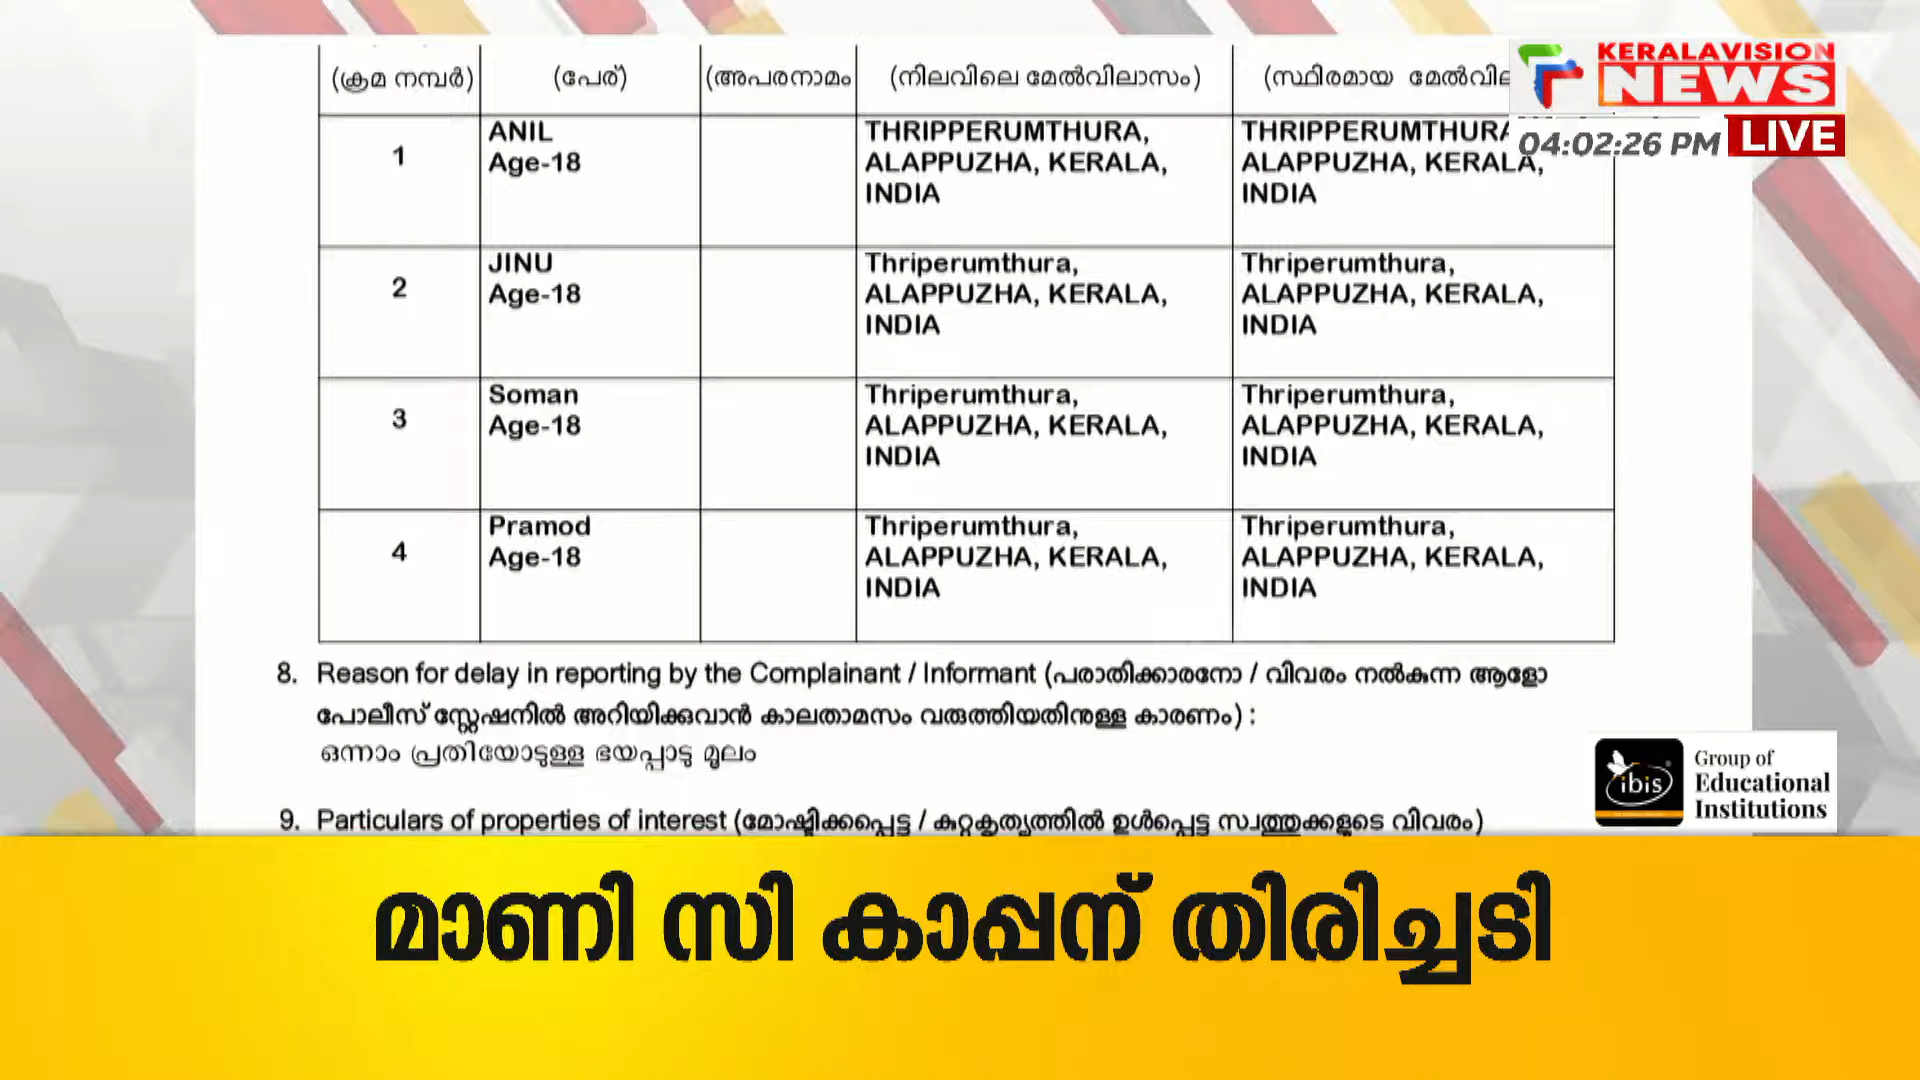 KERALAVISION
NEWS
04:02:26 PM LIVE
(ക്രമ നമ്പർ) (പേര്) (അപരനാമം (നിലവിലെ മേൽവിലാസം) (സ്ഥിരമായ മേൽവില
1 ANIL THRIPPERUMTHURA, THRIPPERUMTHURA
Age-18 ALAPPUZHA, KERALA, ALAPPUZHA, KERALA,
INDIA INDIA
2 JINU Thriperumthura, Thriperumthura,
Age-18 ALAPPUZHA, KERALA, ALAPPUZHA, KERALA,
INDIA INDIA
3 Soman Thriperumthura, Thriperumthura,
Age-18 ALAPPUZHA, KERALA, ALAPPUZHA, KERALA,
INDIA INDIA
4 Pramod Thriperumthura, Thriperumthura,
Age-18 ALAPPUZHA, KERALA, ALAPPUZHA, KERALA,
INDIA INDIA
8. Reason for delay in reporting by the Complainant / Informant (പരാതിക്കാരനോ / വിവരം നൽകുന്ന ആളോ
പോലീസ് സ്റ്റേഷനിൽ അറിയിക്കുവാൻ കാലതാമസം വരുത്തിയതിനുള്ള കാരണം) :
ഒന്നാം പ്രതിയോടുള്ള ഭയപ്പാടു മൂലം
9. Particulars of properties of interest (മോഷ്ടിക്കപ്പെട്ട / കുറ്റകൃത്യത്തിൽ ഉൾപ്പെട്ട സ്വത്തുക്കളുടെ വിവരം)
ibis
Group of
Educational
Institutions
മാണി സി കാപ്പന് തിരിച്ചടി